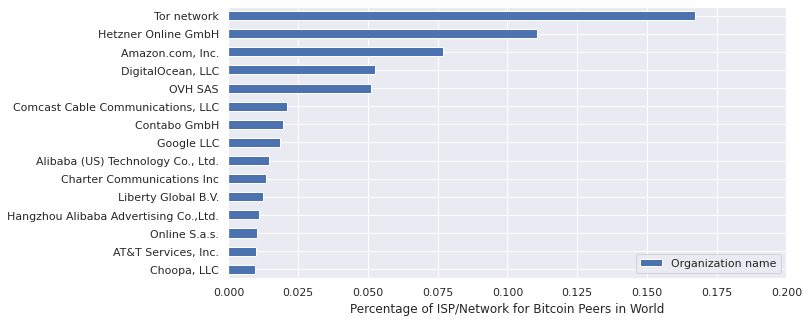 Tor network
Hetzner Online GmbH
Amazon.com, Inc.
DigitalOcean, LLC
OVH SAS
Comcast Cable Communications, LLC
Contabo GmbH
Google LLC
Alibaba (US) Technology Co., Ltd.
Charter Communications Inc
Liberty Global B.V.
Hangzhou Alibaba Advertising Co.,Ltd.
Online S.a.s.
AT&T Services, Inc.
Choopa, LLC
Organization name
0.000 0.025 0.050 0.075 0.100 0.125 0.150 0.175 0.200
Percentage of ISP/Network for Bitcoin Peers in World